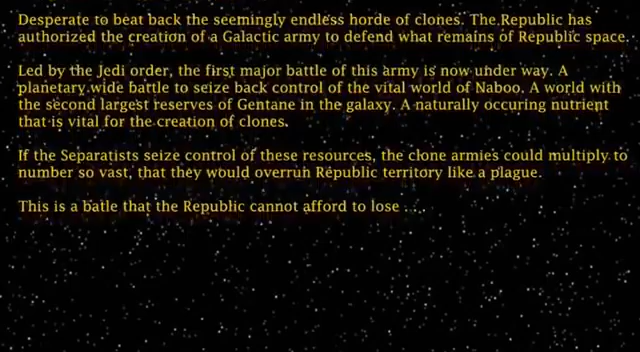 Desperate to beat back the seemingly endless horde of clones. The Republic has
authorized the creation of a Galactic army to defend what remains of Republic space.
Led by the Jedi order, the first major battle of this army is now under way. A
planetary wide battle to seize back control of the vital world of Naboo. A world with
the second largest reserves of Gentane in the galaxy. A naturally occuring nutrient
that is vital for the creation of clones.
If the Separatists seize control of these resources, the clone armies could multiply to
number so vast, that they would overrun Republic territory like a plague.
This is a batle that the Republic cannot afford to lose ...